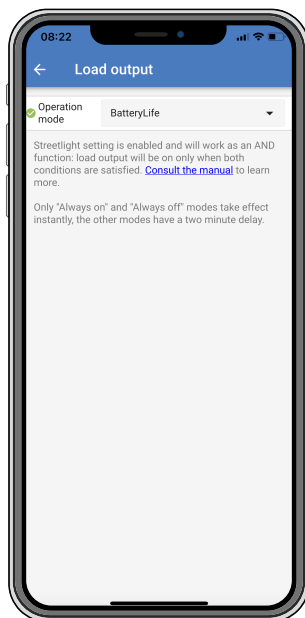 08:22
Load output
Operation
mode
BatteryLife
Streetlight setting is enabled and will work as an AND
function: load output will be on only when both
conditions are satisfied. Consult the manual to learn
more.
Only "Always on" and "Always off" modes take effect
instantly, the other modes have a two minute delay.